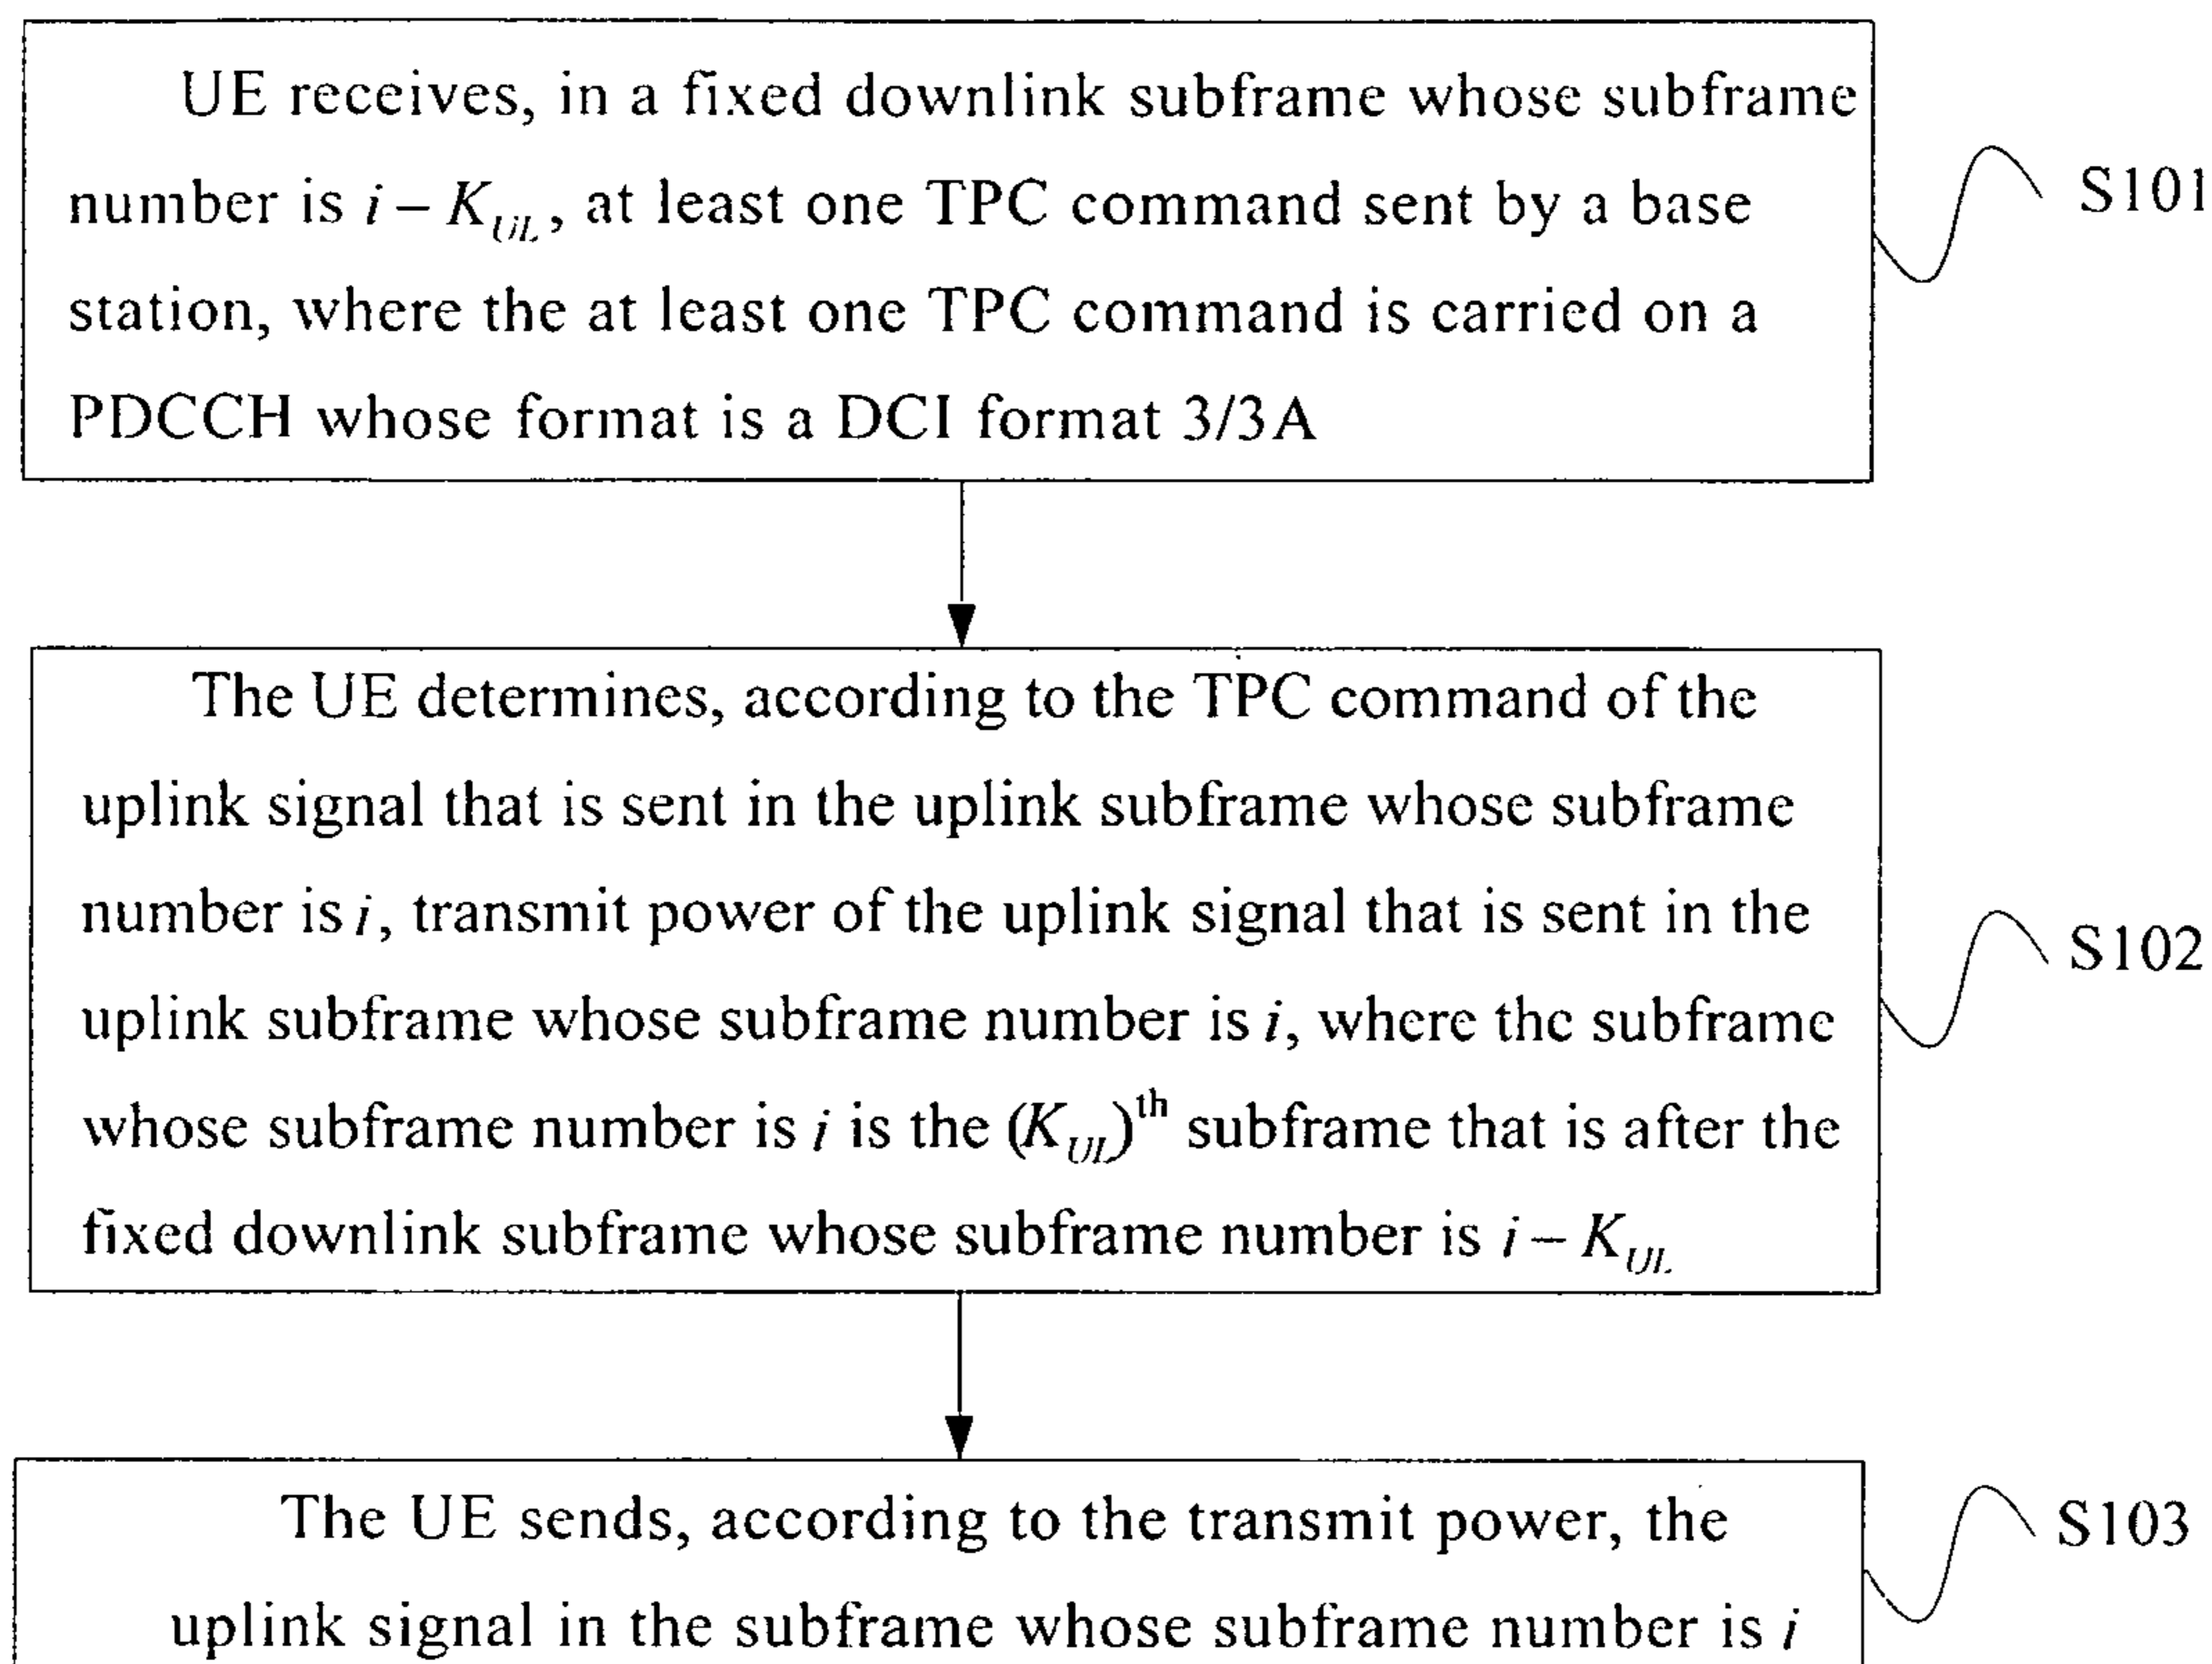 UE receives, in a fixed downlink subframe whose subframe
number is i – K_UL, at least one TPC command sent by a base
station, where the at least one TPC command is carried on a
PDCCH whose format is a DCI format 3/3A
S101
The UE determines, according to the TPC command of the
uplink signal that is sent in the uplink subframe whose subframe
number is i, transmit power of the uplink signal that is sent in the
uplink subframe whose subframe number is i, where the subframe
whose subframe number is i is the (K_UL)^th subframe that is after the
fixed downlink subframe whose subframe number is i – K_UL
S102
The UE sends, according to the transmit power, the
uplink signal in the subframe whose subframe number is i
S103